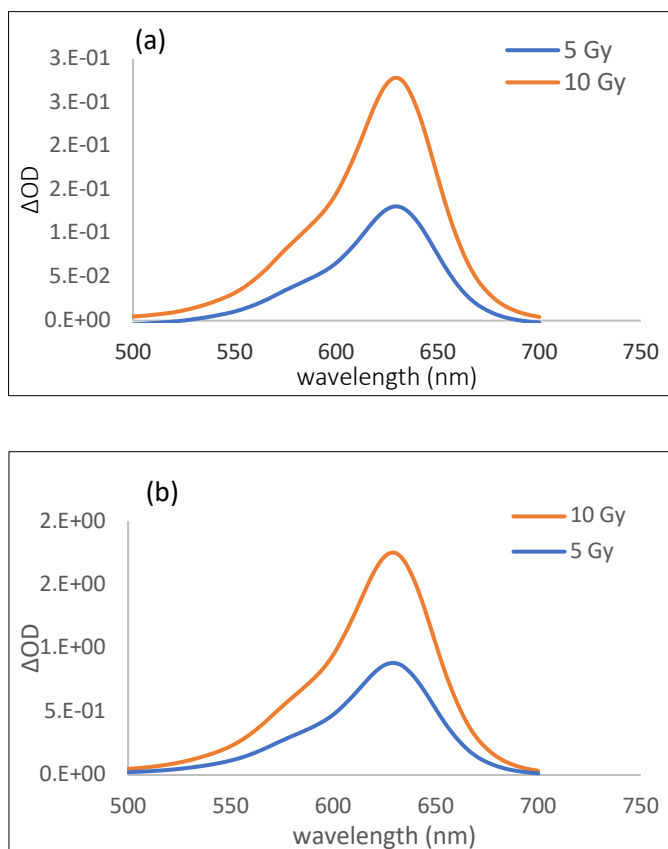 (a)
5 Gy
10 Gy
3.E-01
3.E-01
2.E-01
2.E-01
1.E-01
5.E-02
0.E+00
ΔOD
500 550 600 650 700 750
wavelength (nm)
(b)
10 Gy
5 Gy
2.E+00
2.E+00
1.E+00
5.E-01
0.E+00
ΔOD
500 550 600 650 700 750
wavelength (nm)